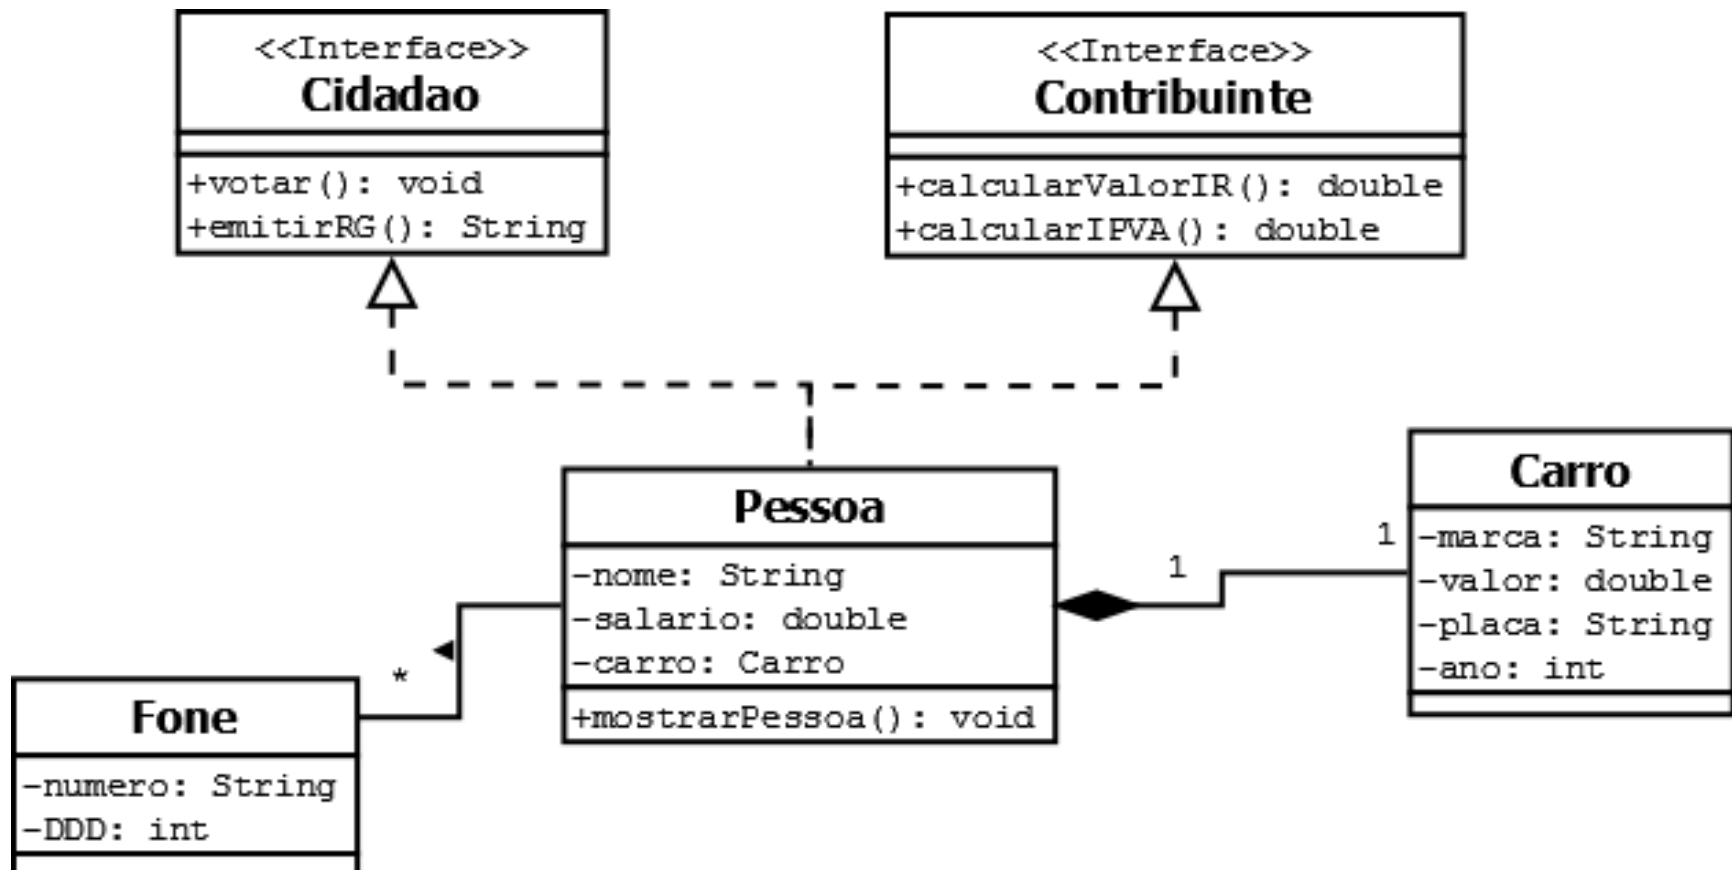 <<Interface>>
Cidadao
+votar(): void
+emitirRG(): String
<<Interface>>
Contribuinte
+calcularValorIR(): double
+calcularIPVA(): double
Pessoa
-nome: String
-salario: double
-carro: Carro
+mostrarPessoa(): void
1
1
Carro
-marca: String
-valor: double
-placa: String
-ano: int
*
Fone
-numero: String
-DDD: int